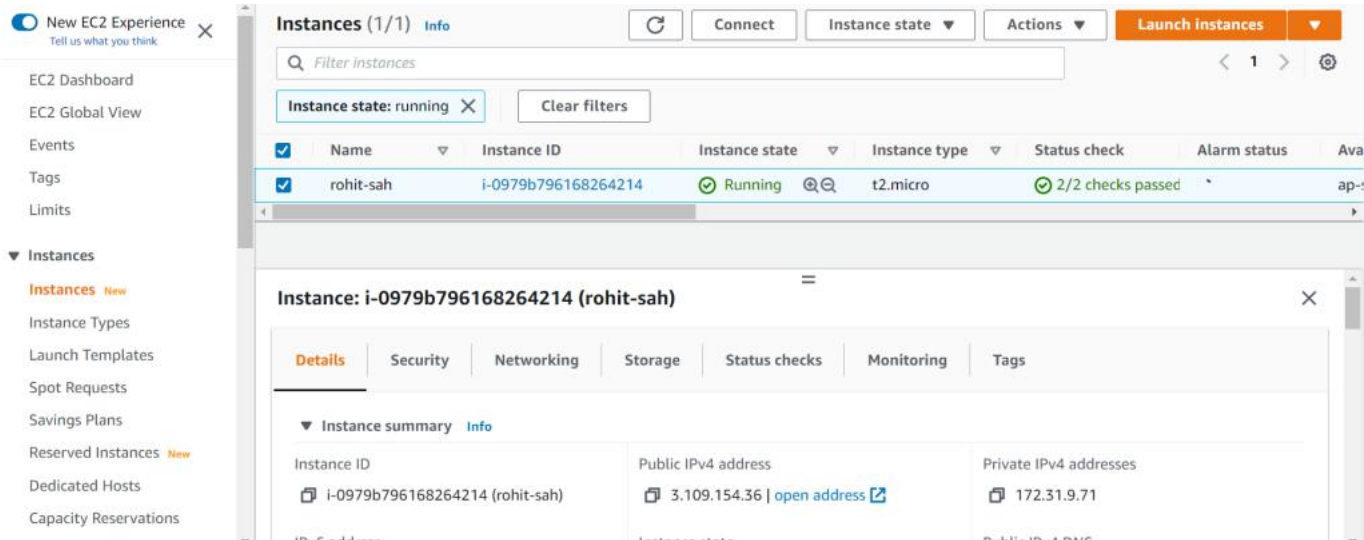 New EC2 Experience
Tell us what you think
EC2 Dashboard
EC2 Global View
Events
Tags
Limits
Instances
Instances New
Instance Types
Launch Templates
Spot Requests
Savings Plans
Reserved Instances New
Dedicated Hosts
Capacity Reservations
Instances (1/1) Info
Connect
Instance state
Actions
Launch instances
Filter instances
1
Instance state: running
Clear filters
Name Instance ID Instance state Instance type Status check Alarm status Ava
rohit-sah i-0979b796168264214 Running t2.micro 2/2 checks passed ap-s
Instance: i-0979b796168264214 (rohit-sah)
Details Security Networking Storage Status checks Monitoring Tags
Instance summary Info
Instance ID Public IPv4 address Private IPv4 addresses
i-0979b796168264214 (rohit-sah) 3.109.154.36 | open address 172.31.9.71